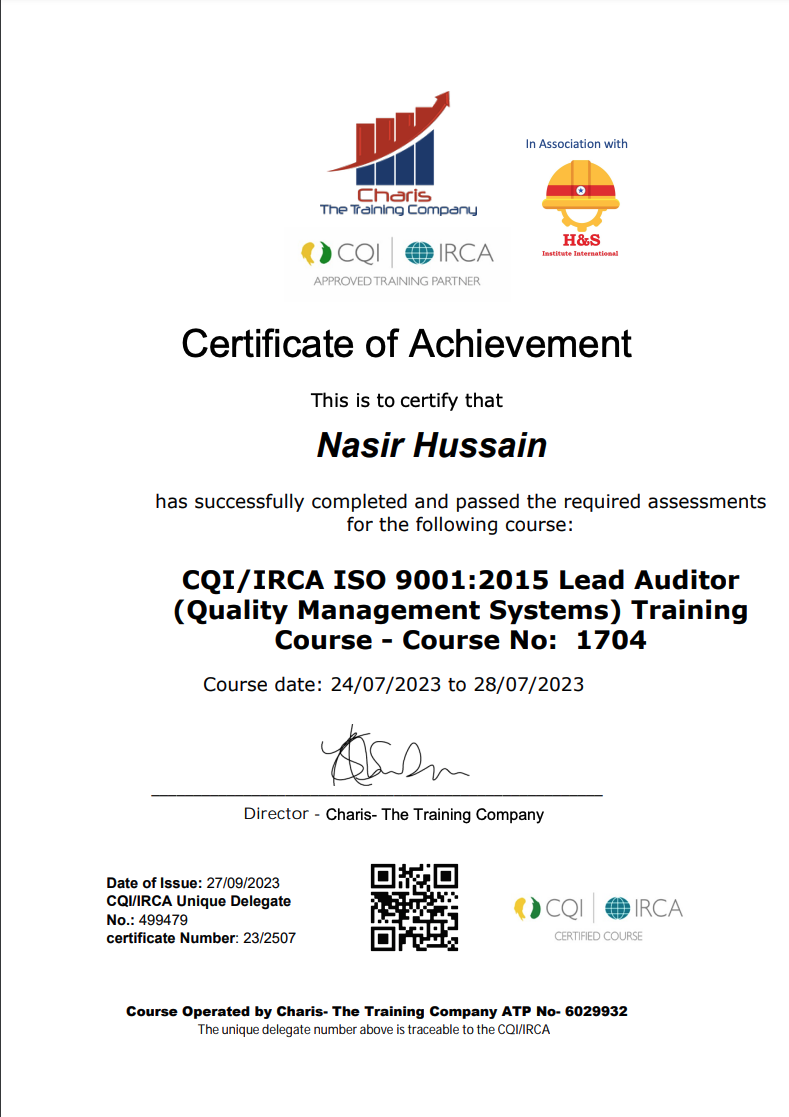 In Association with
Charis
The Training Company
H&S
Institute International
CQI IRCA
APPROVED TRAINING PARTNER
Certificate of Achievement
This is to certify that
Nasir Hussain
has successfully completed and passed the required assessments
for the following course:
CQI/IRCA ISO 9001:2015 Lead Auditor
(Quality Management Systems) Training
Course - Course No: 1704
Course date: 24/07/2023 to 28/07/2023
Director - Charis- The Training Company
Date of Issue: 27/09/2023
CQI/IRCA Unique Delegate
No.: 499479
certificate Number: 23/2507
CQI IRCA
CERTIFIED COURSE
Course Operated by Charis- The Training Company ATP No- 6029932
The unique delegate number above is traceable to the CQI/IRCA